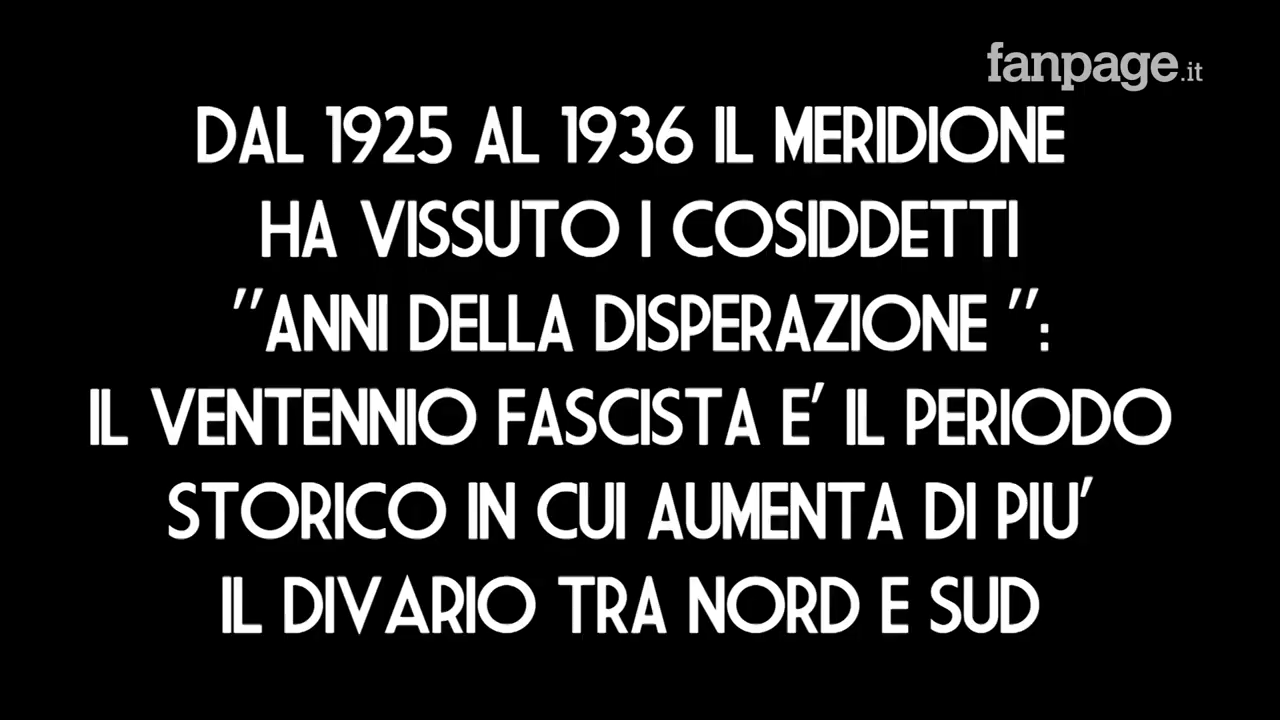 fanpage.it
DAL 1925 AL 1936 IL MERIDIONE
HA VISSUTO I COSIDDETTI
"ANNI DELLA DISPERAZIONE ":
IL VENTENNIO FASCISTA E' IL PERIODO
STORICO IN CUI AUMENTA DI PIU'
IL DIVARIO TRA NORD E SUD